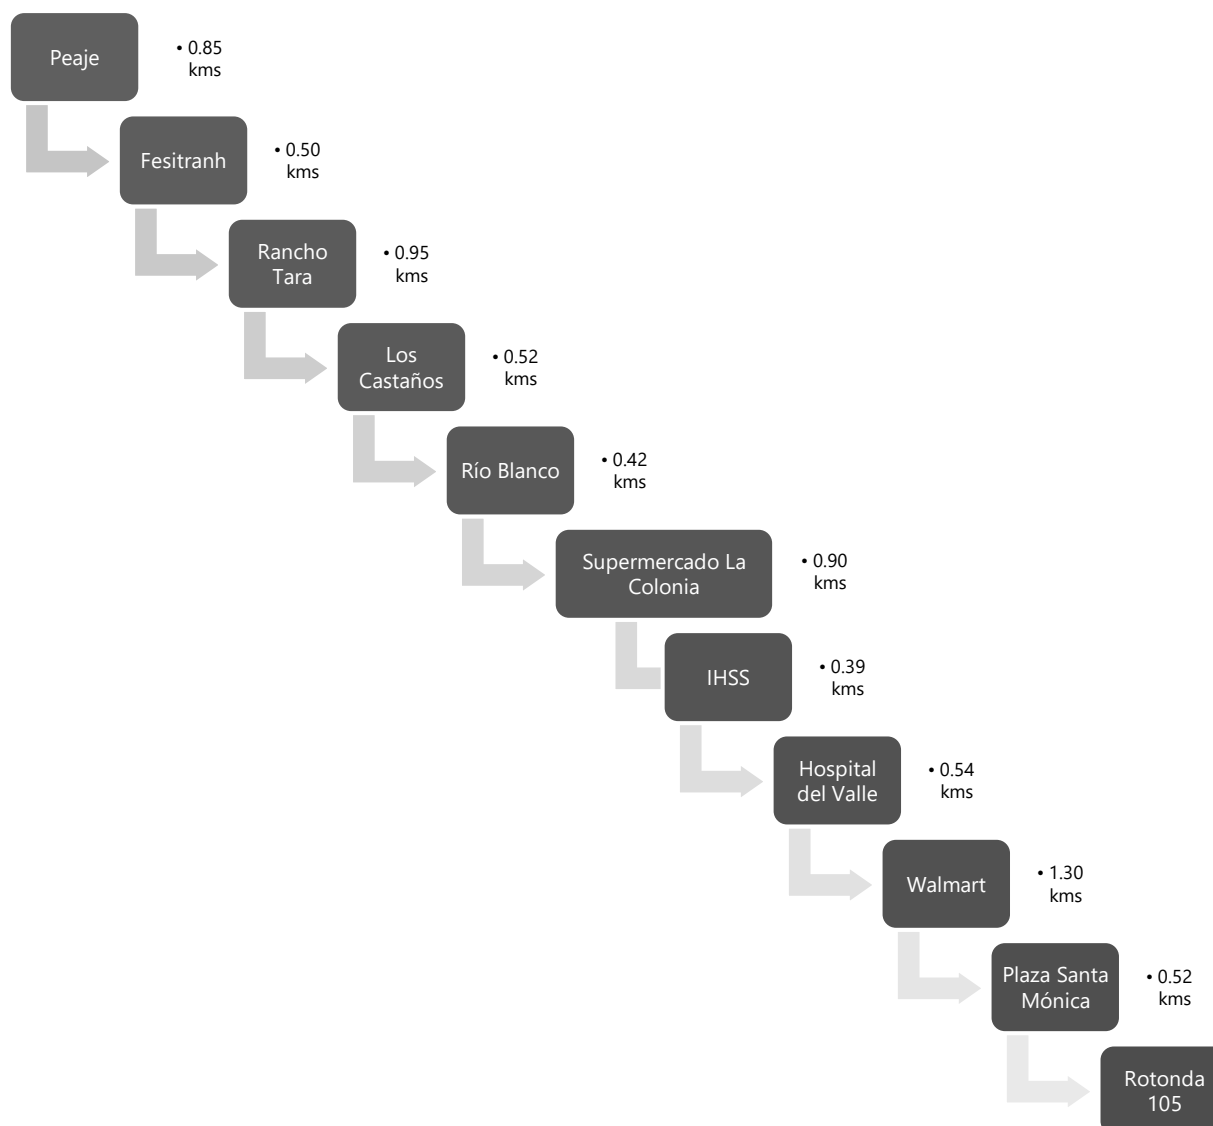 Peaje
• 0.85
kms
Fesitranh
• 0.50
kms
Rancho
Tara
• 0.95
kms
Los
Castaños
• 0.52
kms
Río Blanco
• 0.42
kms
Supermercado La
Colonia
• 0.90
kms
IHSS
• 0.39
kms
Hospital
del Valle
• 0.54
kms
Walmart
• 1.30
kms
Plaza Santa
Mónica
• 0.52
kms
Rotonda
105